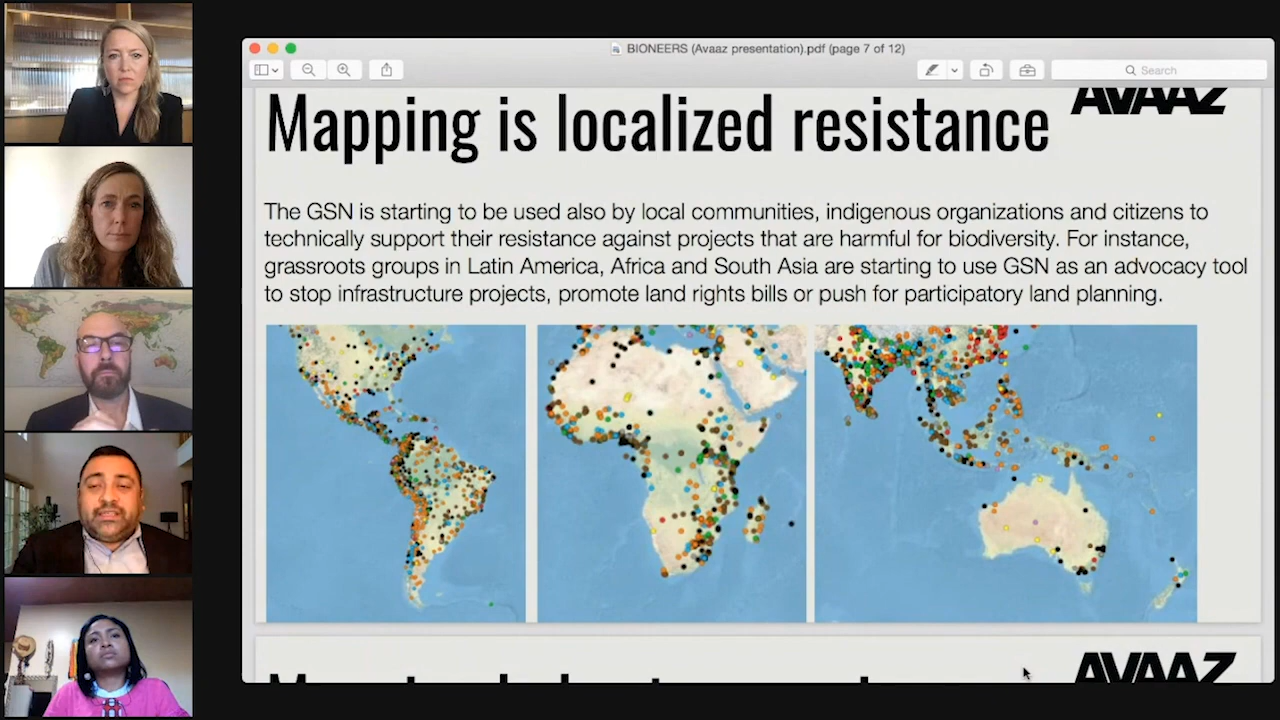 BIONEERS (Avaaz presentation).pdf (page 7 of 12)
Search
AVAAZ
Mapping is localized resistance
The GSN is starting to be used also by local communities, indigenous organizations and citizens to
technically support their resistance against projects that are harmful for biodiversity. For instance,
grassroots groups in Latin America, Africa and South Asia are starting to use GSN as an advocacy tool
to stop infrastructure projects, promote land rights bills or push for participatory land planning.
AVAAZ